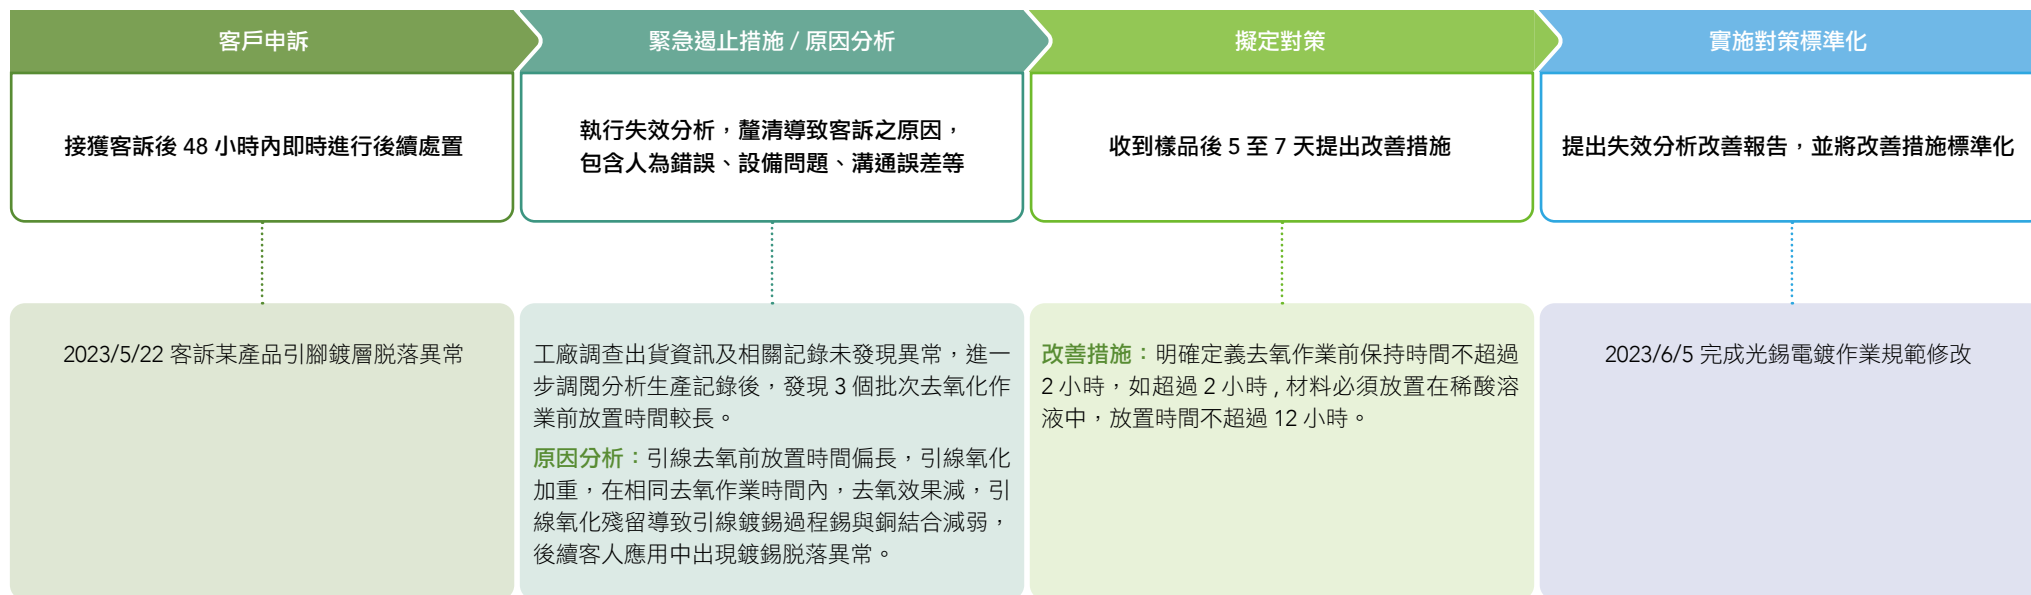 客戶申訴
緊急遏止措施 / 原因分析
擬定對策
實施對策標準化
接獲客訴後 48 小時內即時進行後續處置
執行失效分析，釐清導致客訴之原因，
包含人為錯誤、設備問題、溝通誤差等
收到樣品後 5 至 7 天提出改善措施
提出失效分析改善報告，並將改善措施標準化
2023/5/22 客訴某產品引腳鍍層脱落異常
工廠調查出貨資訊及相關記錄未發現異常，進一
步調閲分析生產記錄後，發現 3 個批次去氧化作
業前放置時間較長。
原因分析：引線去氧前放置時間偏長，引線氧化
加重，在相同去氧作業時間內，去氧效果減，引
線氧化殘留導致引線鍍錫過程錫與銅結合減弱，
後續客人應用中出現鍍錫脱落異常。
改善措施：明確定義去氧作業前保持時間不超過
2 小時，如超過 2 小時 , 材料必須放置在稀酸溶
液中，放置時間不超過 12 小時。
2023/6/5 完成光錫電鍍作業規範修改